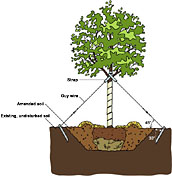 Strap
Guy wire
Amended soil
Existing, undisturbed soil
45°